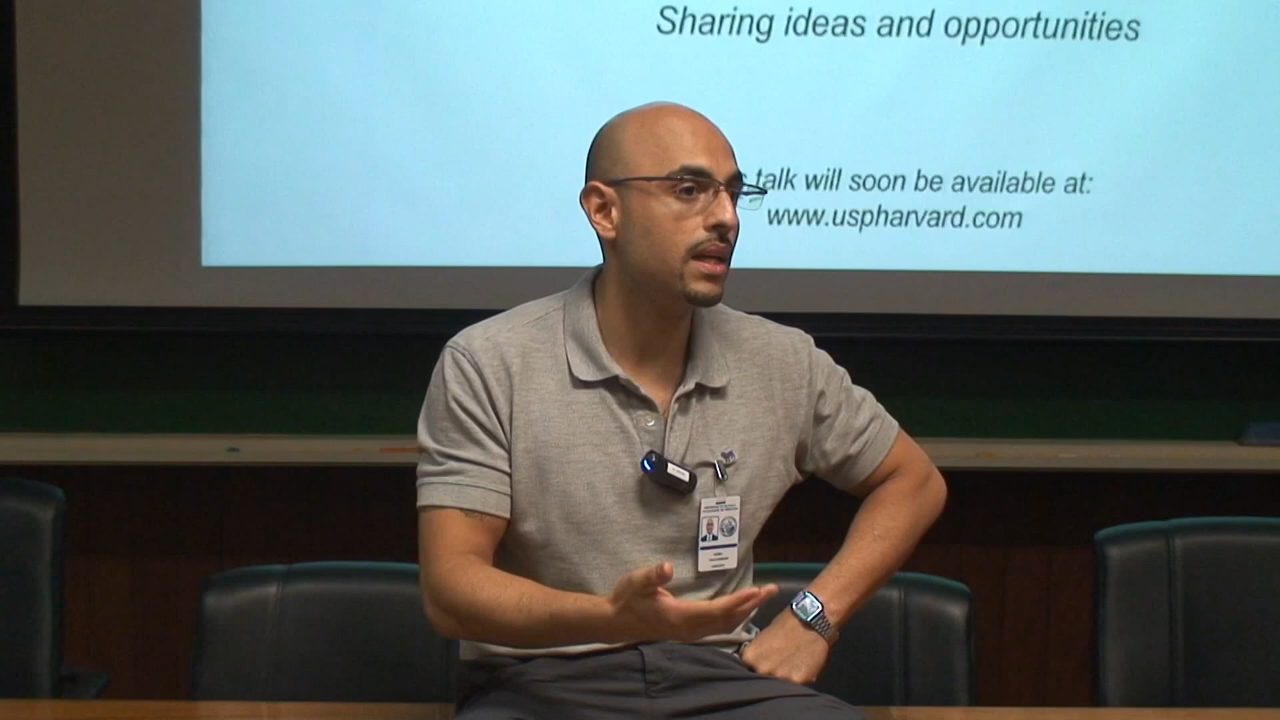 Sharing ideas and opportunities
talk will soon be available at:
www.uspharvard.com